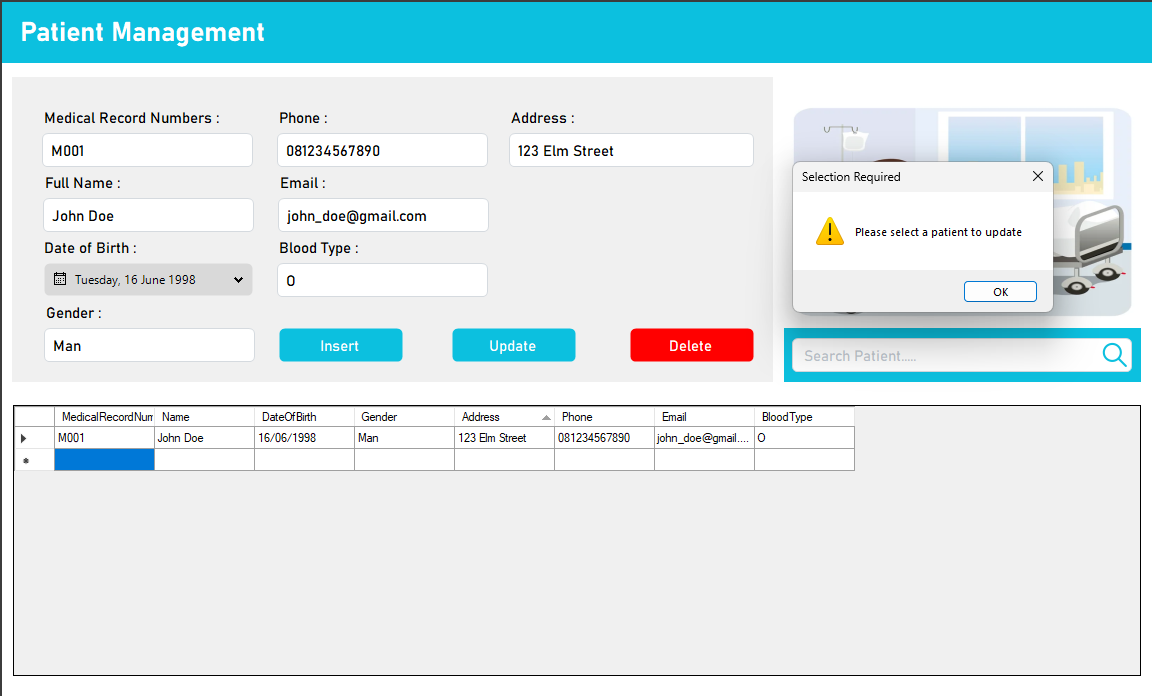 Patient Management
Medical Record Numbers :
Phone :
Address :
M001
081234567890
123 Elm Street
Full Name :
Email :
John Doe
john_doe@gmail.com
Date of Birth :
Blood Type :
Tuesday, 16 June 1998
O
Gender :
Man
Insert
Update
Delete
Selection Required
Please select a patient to update
OK
Search Patient.....
MedicalRecordNum Name DateOfBirth Gender Address Phone Email BloodType
M001 John Doe 16/06/1998 Man 123 Elm Street 081234567890 john_doe@gmail.... O